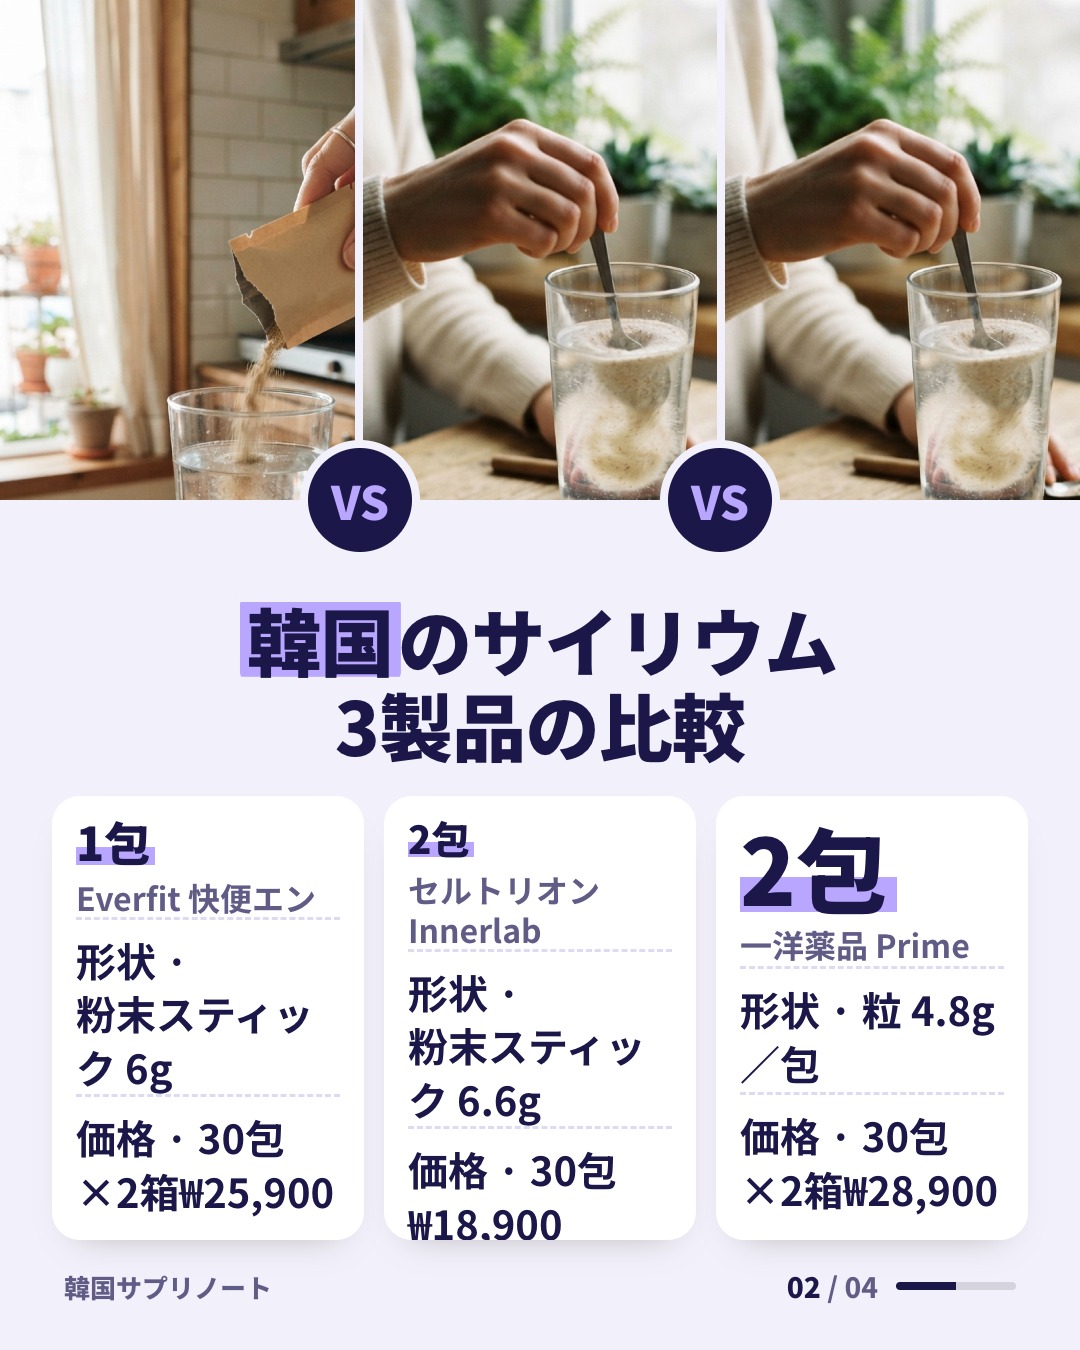 VS
VS
韓国のサイリウム
3製品の比較
1包
Everfit 快便エン
形状 ·
粉末スティッ
ク 6g
価格 · 30包
×2箱₩25,900
2包
セルトリオン
Innerlab
形状 ·
粉末スティッ
ク 6.6g
価格 · 30包
₩18,900
2包
一洋薬品 Prime
形状 · 粒 4.8g
／包
価格 · 30包
×2箱₩28,900
韓国サプリノート
02 / 04